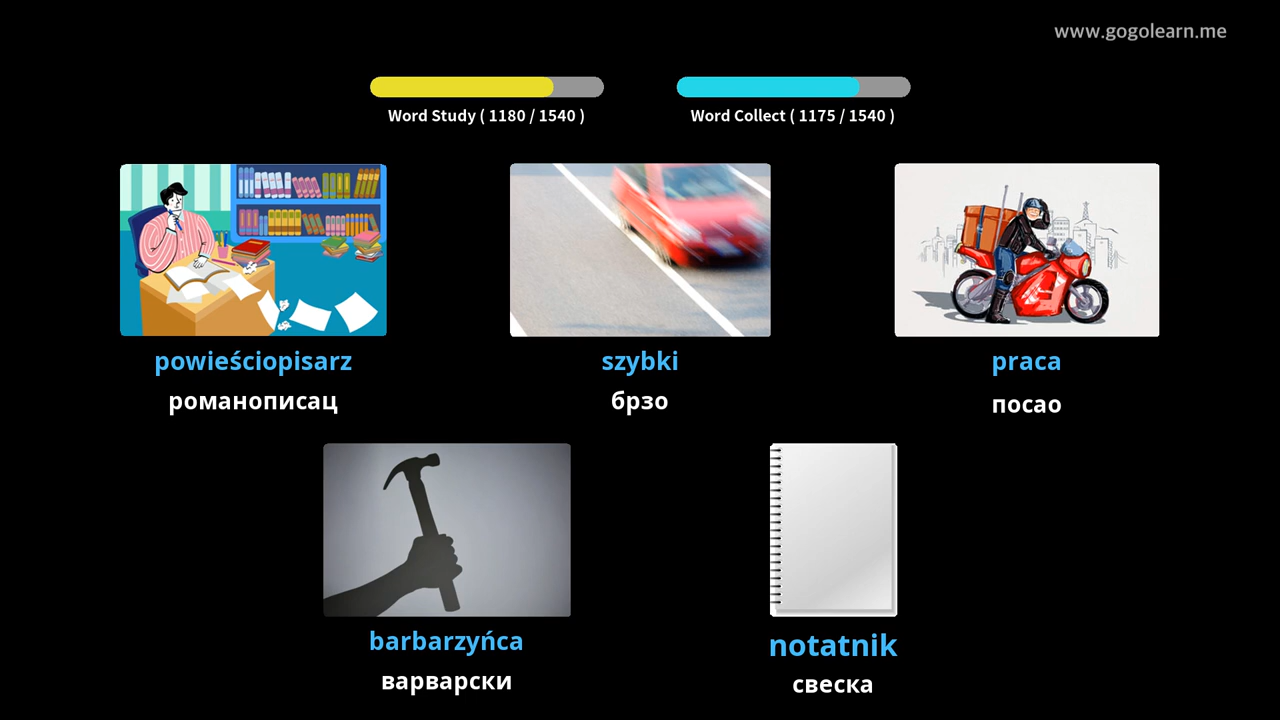 www.gogolearn.me
Word Study ( 1180 / 1540 )
Word Collect ( 1175 / 1540 )
powieściopisarz
szybki
praca
романописац
брзо
посао
barbarzyńca
notatnik
варварски
свеска